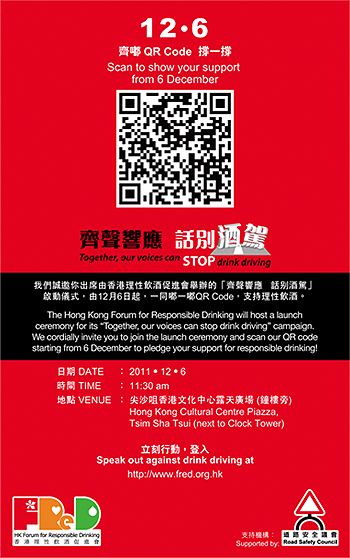 12•6
齊嘟 QR Code 撐一撐
Scan to show your support
from 6 December
齊聲響應 話別酒駕
Together, our voices can STOP drink driving
我們誠邀你出席由香港理性飲酒促進會舉辦的「齊聲響應 話別酒駕」
啟動儀式，由12月6日起，一同嘟一嘟QR Code，支持理性飲酒。
The Hong Kong Forum for Responsible Drinking will host a launch
ceremony for its "Together, our voices can stop drink driving" campaign.
We cordially invite you to join the launch ceremony and scan our QR code
starting from 6 December to pledge your support for responsible drinking!
日期 DATE : 2011•12•6
時間 TIME : 11:30 am
地點 VENUE : 尖沙咀香港文化中心露天廣場 (鐘樓旁)
Hong Kong Cultural Centre Piazza,
Tsim Sha Tsui (next to Clock Tower)
立刻行動，登入
Speak out against drink driving at
http://www.fred.org.hk
FReD
HK Forum for Responsible Drinking
香港理性飲酒促進會
支持機構：
Supported by:
道路安全議會
Road Safety Council